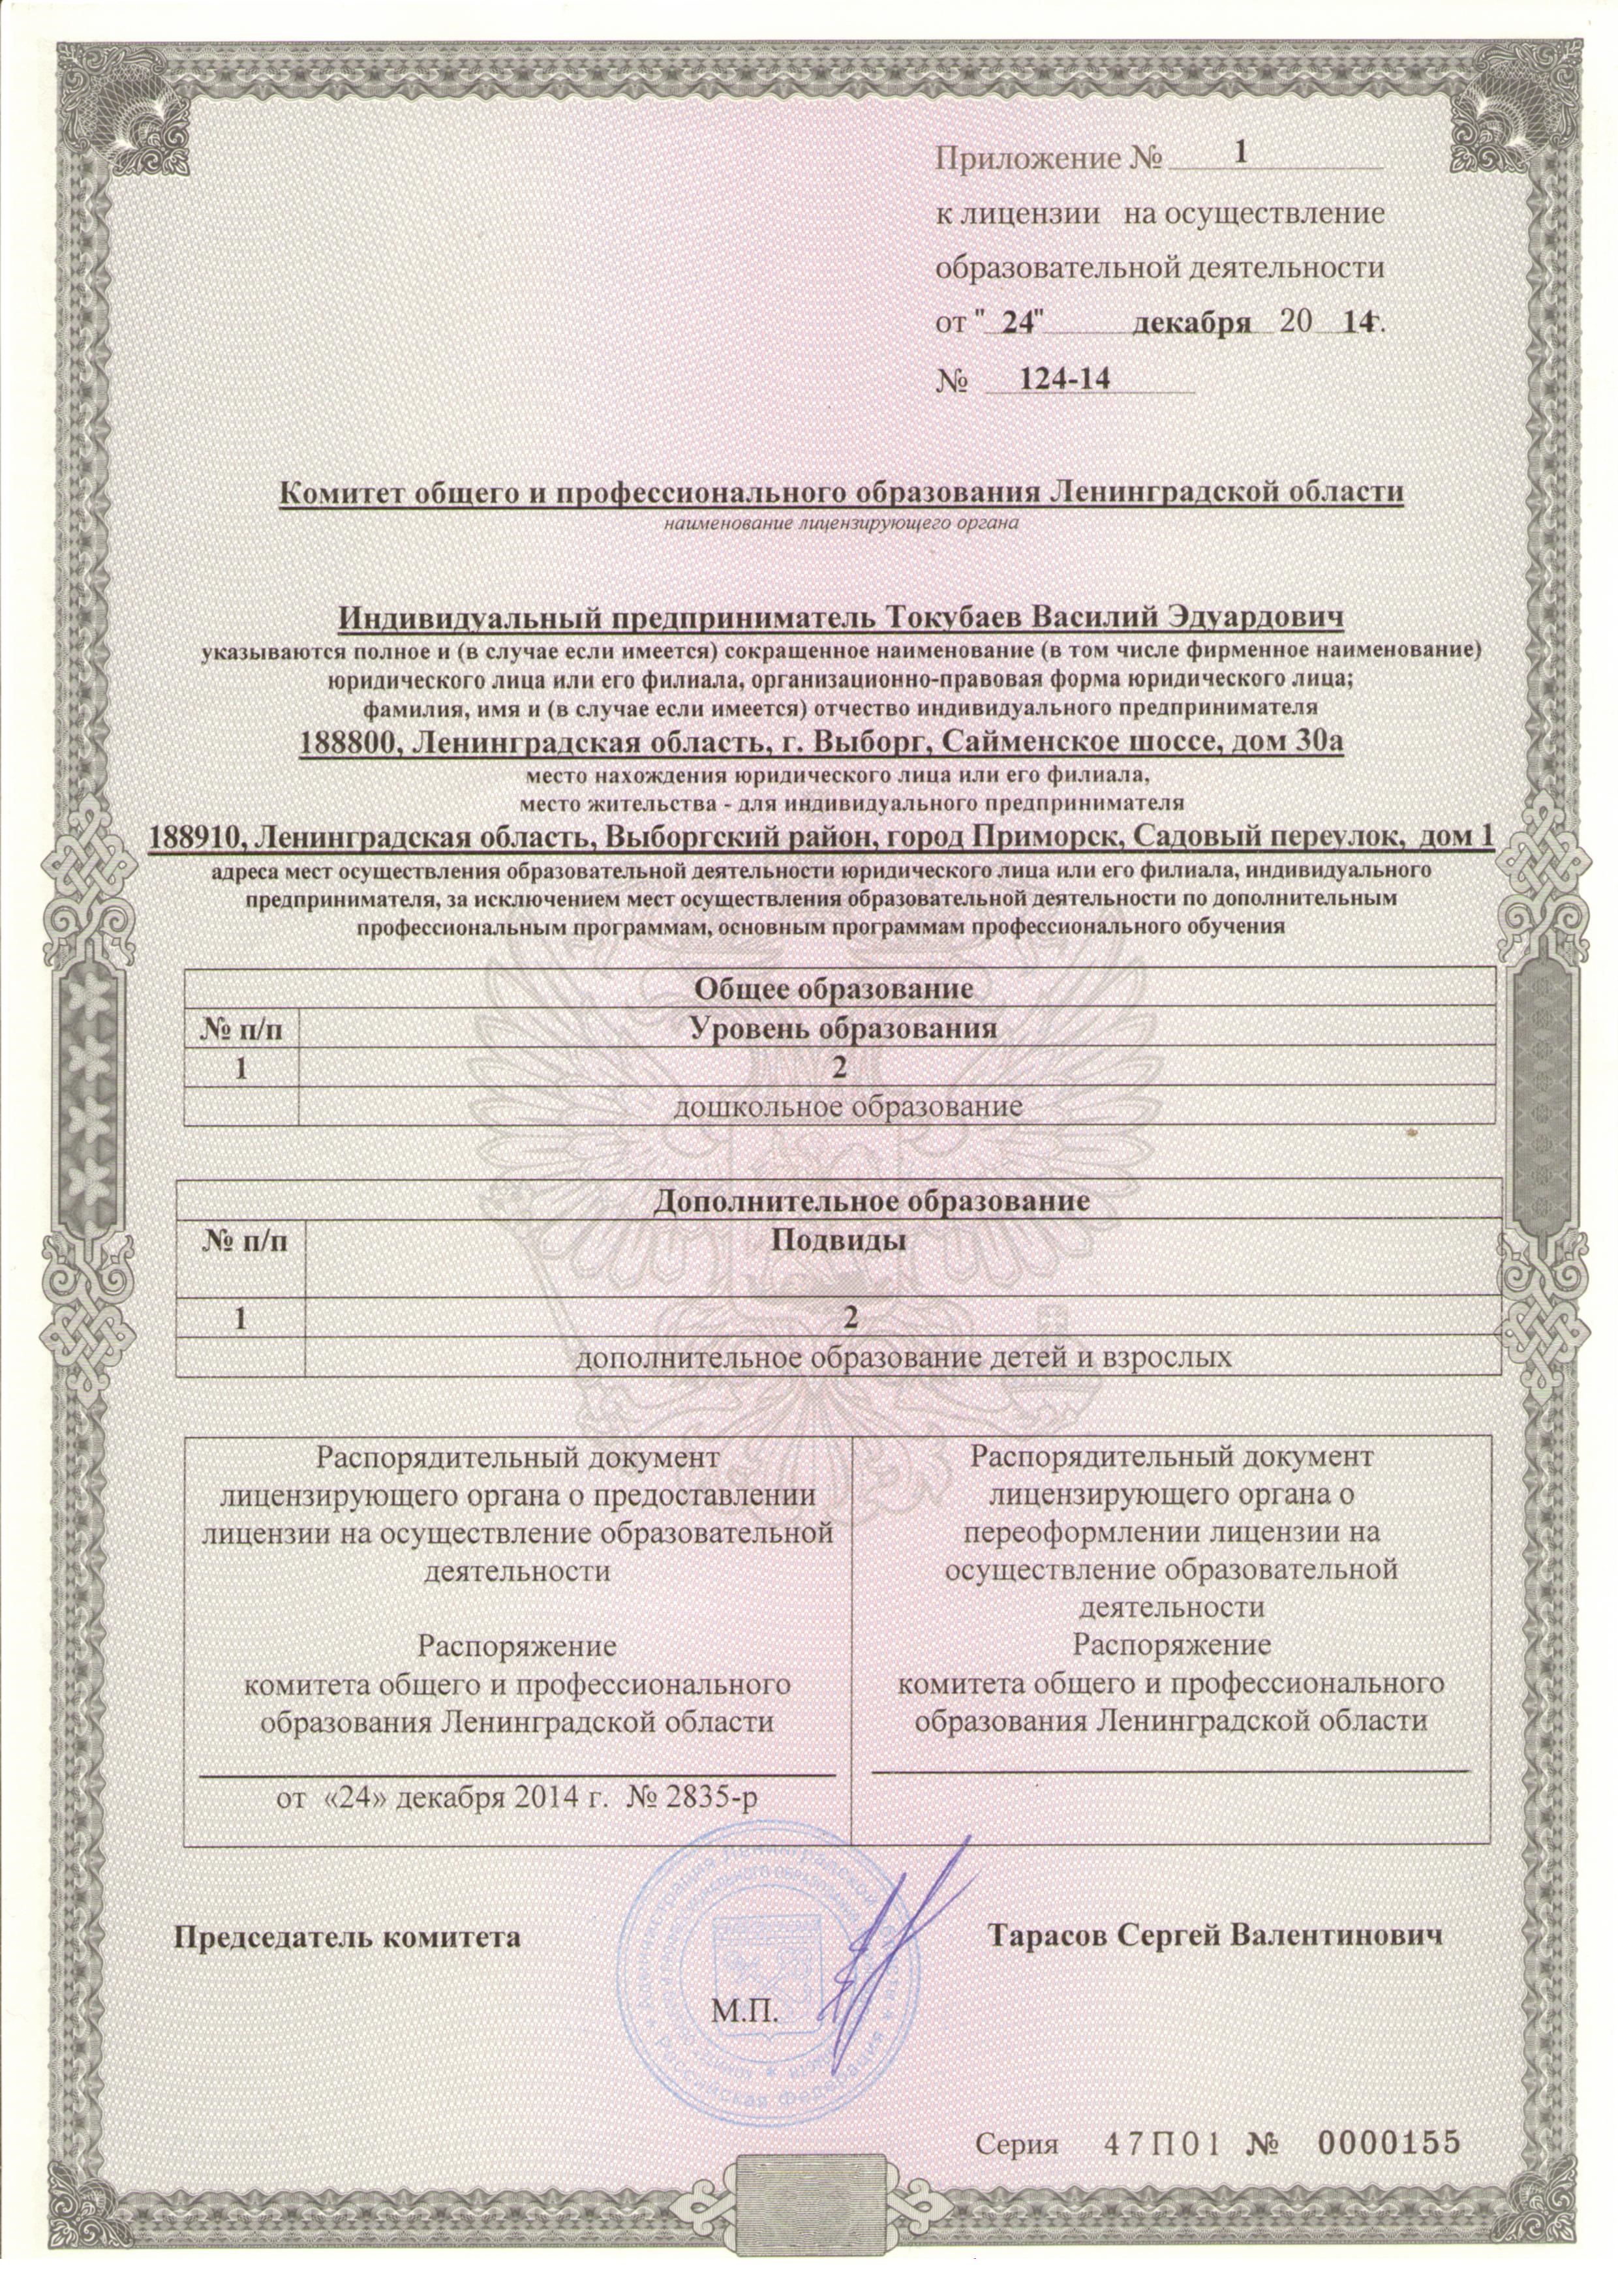 Приложение № 1
к лицензии на осуществление
образовательной деятельности
от " 24" декабря 20 14 г.
№ 124-14
Комитет общего и профессионального образования Ленинградской области
наименование лицензирующего органа
Индивидуальный предприниматель Токубаев Василий Эдуардович
указываются полное и (в случае если имеется) сокращенное наименование (в том числе фирменное наименование)
юридического лица или его филиала, организационно-правовая форма юридического лица;
фамилия, имя и (в случае если имеется) отчество индивидуального предпринимателя
188800, Ленинградская область, г. Выборг, Сайменское шоссе, дом 30а
место нахождения юридического лица или его филиала,
место жительства - для индивидуального предпринимателя
188910, Ленинградская область, Выборгский район, город Приморск, Садовый переулок, дом 1
адреса мест осуществления образовательной деятельности юридического лица или его филиала, индивидуального
предпринимателя, за исключением мест осуществления образовательной деятельности по дополнительным
профессиональным программам, основным программам профессионального обучения
Общее образование
№ п/п Уровень образования
1 2
дошкольное образование
Дополнительное образование
№ п/п Подвиды
1 2
дополнительное образование детей и взрослых
Распорядительный документ
лицензирующего органа о предоставлении
лицензии на осуществление образовательной
деятельности
Распоряжение
комитета общего и профессионального
образования Ленинградской области
от «24» декабря 2014 г. № 2835-р
Распорядительный документ
лицензирующего органа о
переоформлении лицензии на
осуществление образовательной
деятельности
Распоряжение
комитета общего и профессионального
образования Ленинградской области
Председатель комитета
Тарасов Сергей Валентинович
М.П.
Администрация Ленинградской области
Российская Федерация
Серия 47П01 № 0000155